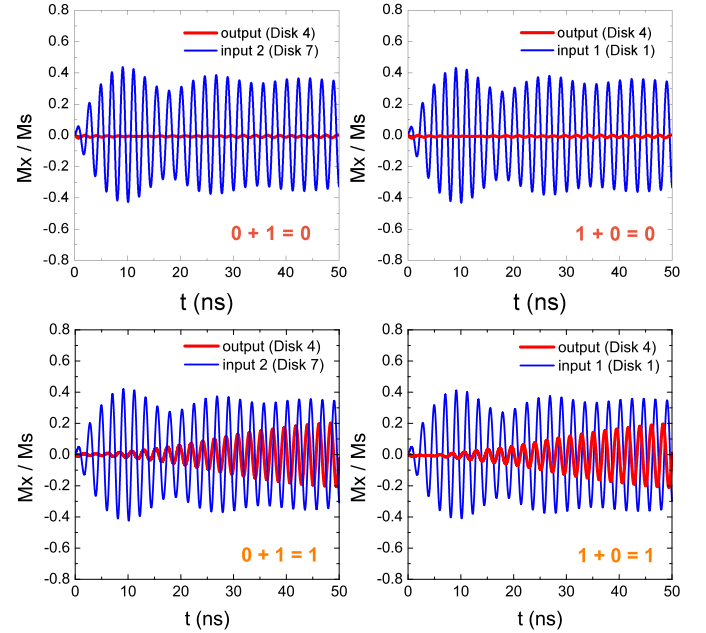 output (Disk 4)
input 2 (Disk 7)
Mx / Ms
0.8
0.6
0.4
0.2
0.0
-0.2
-0.4
-0.6
-0.8
0 + 1 = 0
0 10 20 30 40 50
t (ns)
output (Disk 4)
input 1 (Disk 1)
Mx / Ms
0.8
0.6
0.4
0.2
0.0
-0.2
-0.4
-0.6
-0.8
1 + 0 = 0
0 10 20 30 40 50
t (ns)
output (Disk 4)
input 2 (Disk 7)
Mx / Ms
0.8
0.6
0.4
0.2
0.0
-0.2
-0.4
-0.6
-0.8
0 + 1 = 1
0 10 20 30 40 50
t (ns)
output (Disk 4)
input 1 (Disk 1)
Mx / Ms
0.8
0.6
0.4
0.2
0.0
-0.2
-0.4
-0.6
-0.8
1 + 0 = 1
0 10 20 30 40 50
t (ns)